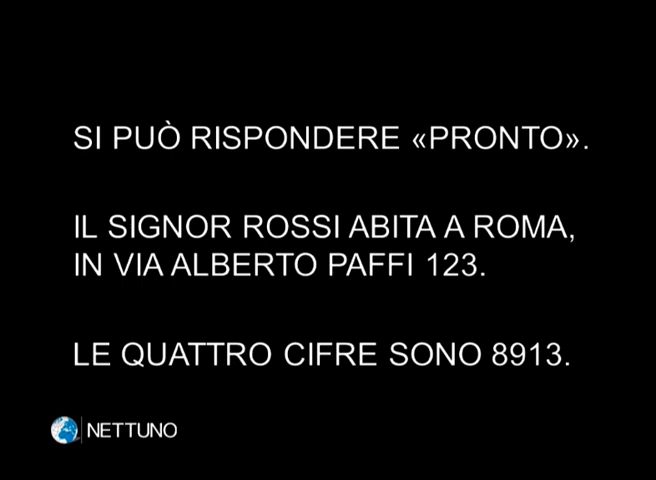 SI PUÒ RISPONDERE «PRONTO».
IL SIGNOR ROSSI ABITA A ROMA,
IN VIA ALBERTO PAFFI 123.
LE QUATTRO CIFRE SONO 8913.
NETTUNO